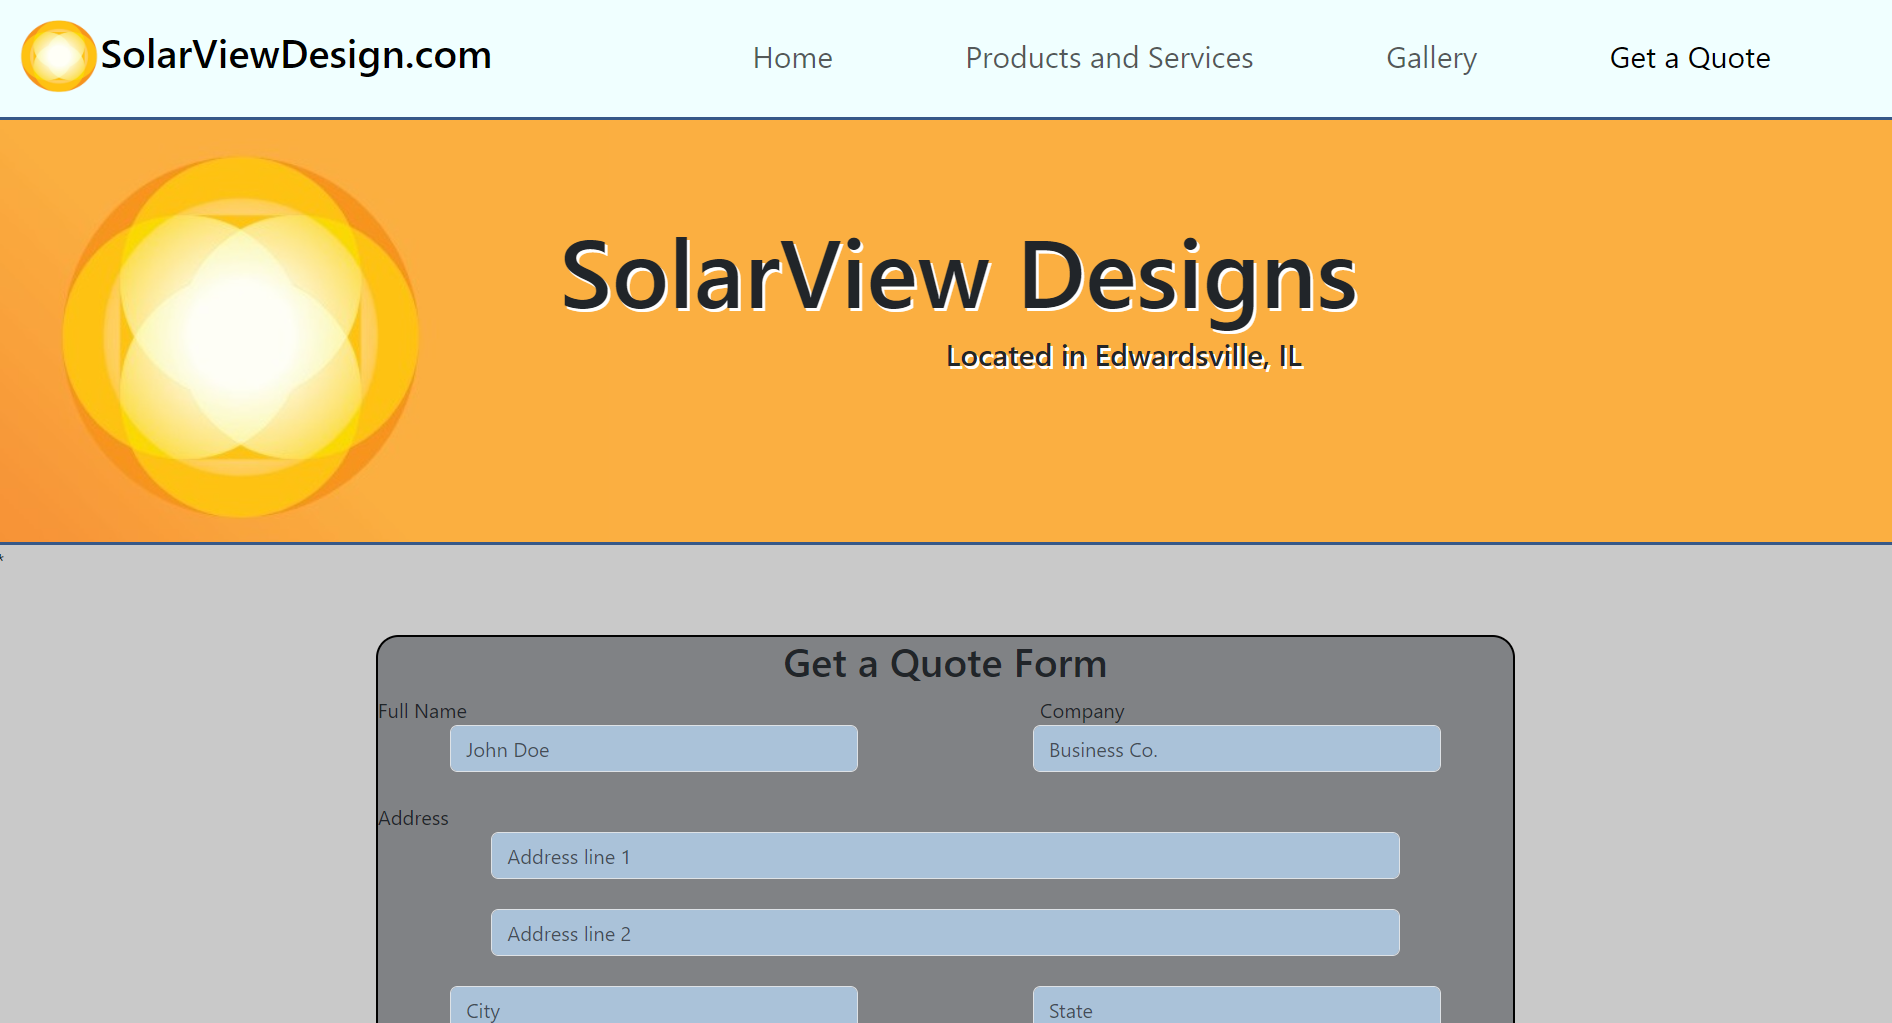 SolarViewDesign.com Home Products and Services Gallery Get a Quote
SolarView Designs
Located in Edwardsville, IL
*
Get a Quote Form
Full Name Company
John Doe Business Co.
Address
Address line 1
Address line 2
City State